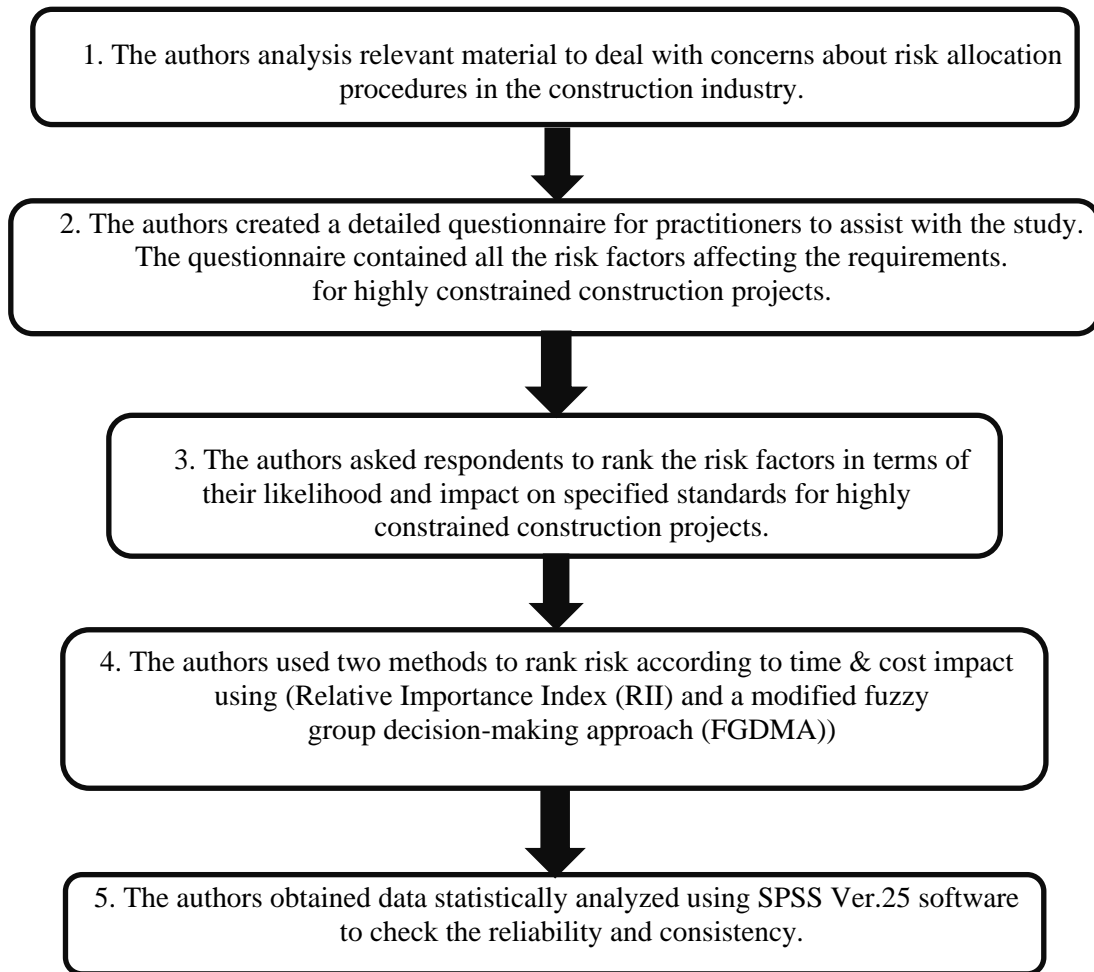 1. The authors analysis relevant material to deal with concerns about risk allocation
procedures in the construction industry.
2. The authors created a detailed questionnaire for practitioners to assist with the study.
The questionnaire contained all the risk factors affecting the requirements.
for highly constrained construction projects.
3. The authors asked respondents to rank the risk factors in terms of
their likelihood and impact on specified standards for highly
constrained construction projects.
4. The authors used two methods to rank risk according to time & cost impact
using (Relative Importance Index (RII) and a modified fuzzy
group decision-making approach (FGDMA))
5. The authors obtained data statistically analyzed using SPSS Ver.25 software
to check the reliability and consistency.